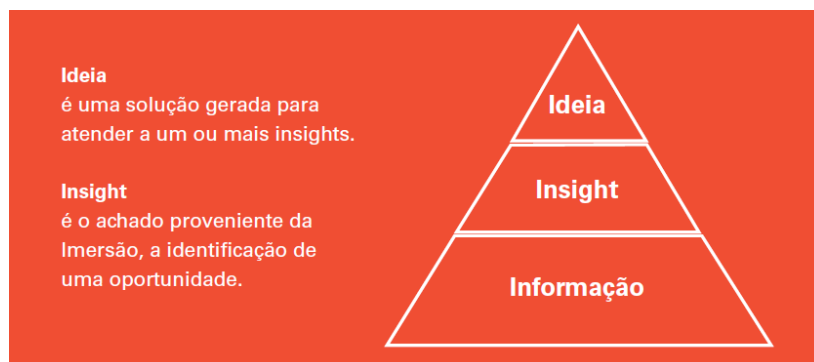 Ideia
é uma solução gerada para
atender a um ou mais insights.
Insight
é o achado proveniente da
Imersão, a identificação de
uma oportunidade.
Ideia
Insight
Informação